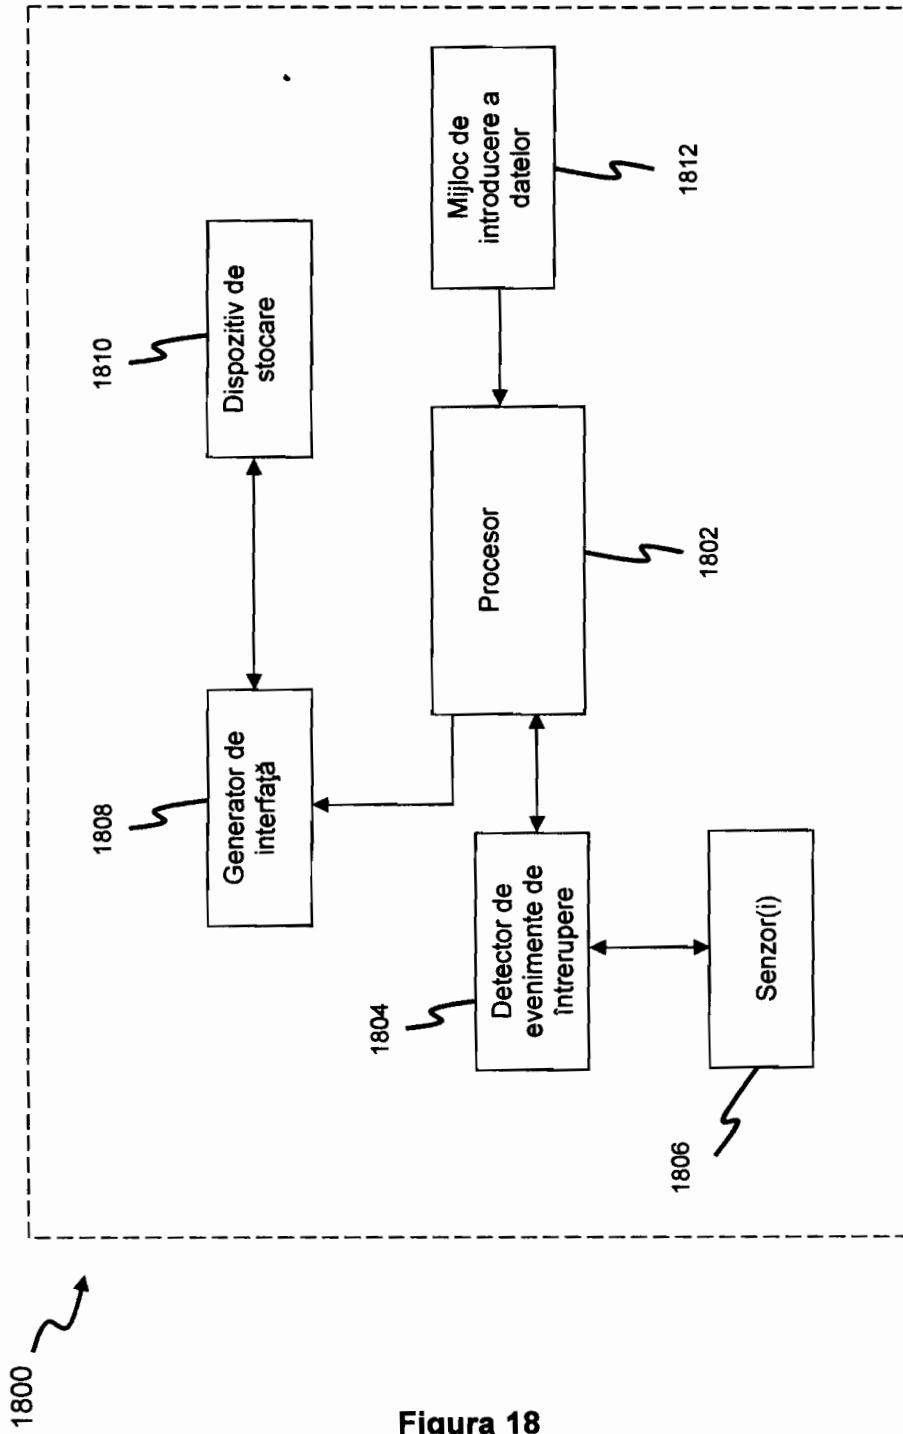 1800
1808
Generator de
interfaţă
1810
Dispozitiv de
stocare
1804
Detector de
evenimente de
întrerupere
Procesor
1802
Mijloc de
introducere a
datelor
1812
1806
Senzor(i)
Figura 18